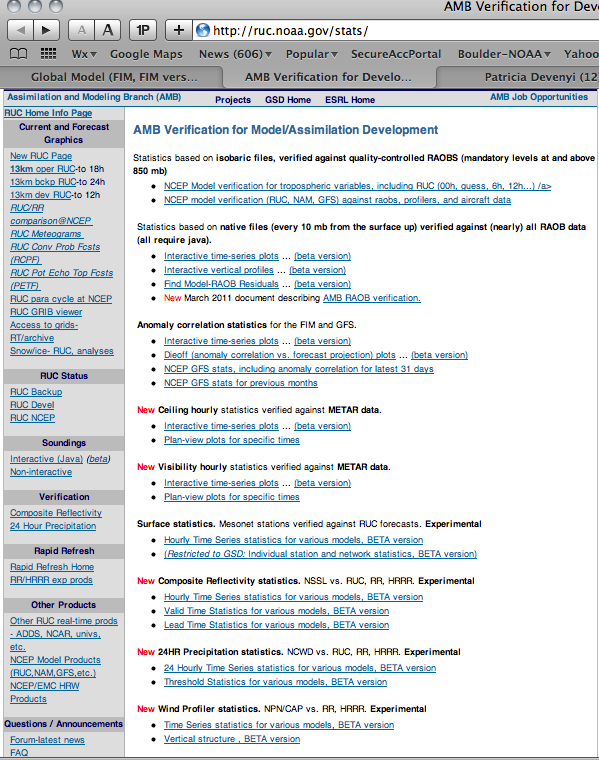 AMB Verification for Dev
A A 1P + http://ruc.noaa.gov/stats/
Wx▾ Google Maps News (606)▾ Popular▾ SecureAccPortal Boulder-NOAA▾ Yahoo
Global Model (FIM, FIM vers... AMB Verification for Develo... Patricia Devenyi (12
Assimilation and Modeling Branch (AMB) Projects GSD Home ESRL Home AMB Job Opportunities
RUC Home Info Page
Current and Forecast
Graphics
New RUC Page
13km oper RUC-to 18h
13km bckp RUC-to 24h
13km dev RUC-to 12h
RUC/RR
comparison@NCEP
RUC Meteograms
RUC Conv Prob Fcsts
(RCPF)
RUC Pot Echo Top Fcsts
(PETF)
RUC para cycle at NCEP
RUC GRIB viewer
Access to grids-
RT/archive
Snow/ice- RUC, analyses
RUC Status
RUC Backup
RUC Devel
RUC NCEP
Soundings
Interactive (Java) (beta)
Non-interactive
Verification
Composite Reflectivity
24 Hour Precipitation
Rapid Refresh
Rapid Refresh Home
RR/HRRR exp prods
Other Products
Other RUC real-time prods
- ADDS, NCAR, univs,
etc.
NCEP Model Products
(RUC,NAM,GFS,etc.)
NCEP/EMC HRW
Products
Questions / Announcements
Forum-latest news
FAQ
AMB Verification for Model/Assimilation Development
Statistics based on isobaric files, verified against quality-controlled RAOBS (mandatory levels at and above
850 mb)
• NCEP Model verification for tropospheric variables, including RUC (00h, guess, 6h, 12h...) /a>
• NCEP model verification (RUC, NAM, GFS) against raobs, profilers, and aircraft data
Statistics based on native files (every 10 mb from the surface up) verified against (nearly) all RAOB data
(all require java).
• Interactive time-series plots ... (beta version)
• Interactive vertical profiles ... (beta version)
• Find Model-RAOB Residuals ... (beta version)
• New March 2011 document describing AMB RAOB verification.
Anomaly correlation statistics for the FIM and GFS.
• Interactive time-series plots ... (beta version)
• Dieoff (anomaly correlation vs. forecast projection) plots ... (beta version)
• NCEP GFS stats, including anomaly correlation for latest 31 days
• NCEP GFS stats for previous months
New Ceiling hourly statistics verified against METAR data.
• Interactive time-series plots ... (beta version)
• Plan-view plots for specific times
New Visibility hourly statistics verified against METAR data.
• Interactive time-series plots ... (beta version)
• Plan-view plots for specific times
Surface statistics. Mesonet stations verified against RUC forecasts. Experimental
• Hourly Time Series statistics for various models, BETA version
• (Restricted to GSD: Individual station and network statistics, BETA version)
New Composite Reflectivity statistics. NSSL vs. RUC, RR, HRRR. Experimental
• Hourly Time Series statistics for various models, BETA version
• Valid Time Statistics for various models, BETA version
• Lead Time Statistics for various models, BETA version
New 24HR Precipitation statistics. NCWD vs. RUC, RR, HRRR. Experimental
• 24 Hourly Time Series statistics for various models, BETA version
• Threshold Statistics for various models, BETA version
New Wind Profiler statistics. NPN/CAP vs. RR, HRRR. Experimental
• Time Series statistics for various models, BETA version
• Vertical structure , BETA version